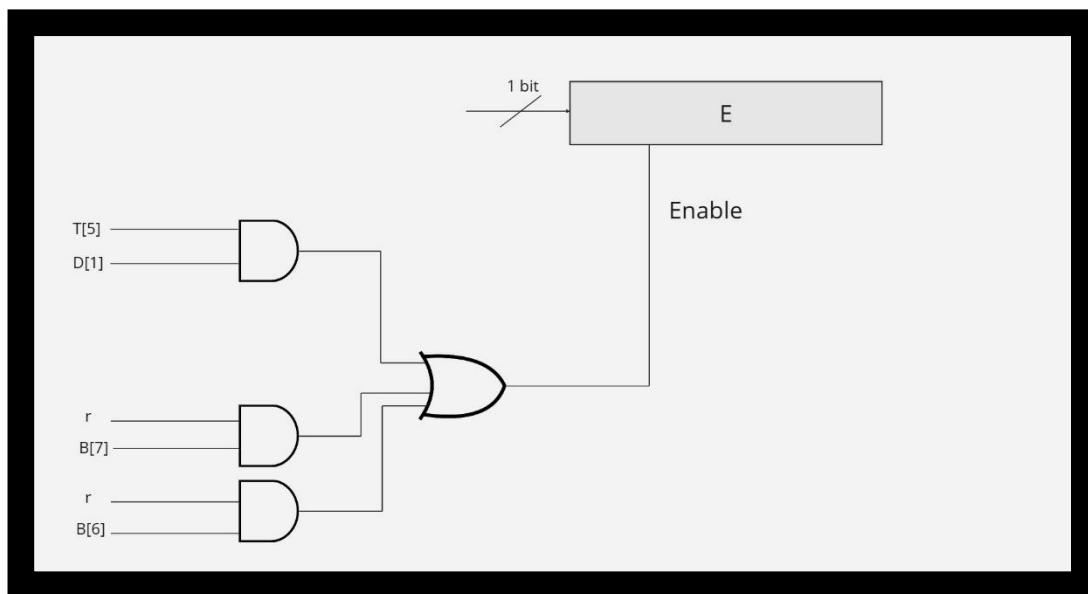 1 bit
E
Enable
T[5]
D[1]
r
B[7]
r
B[6]